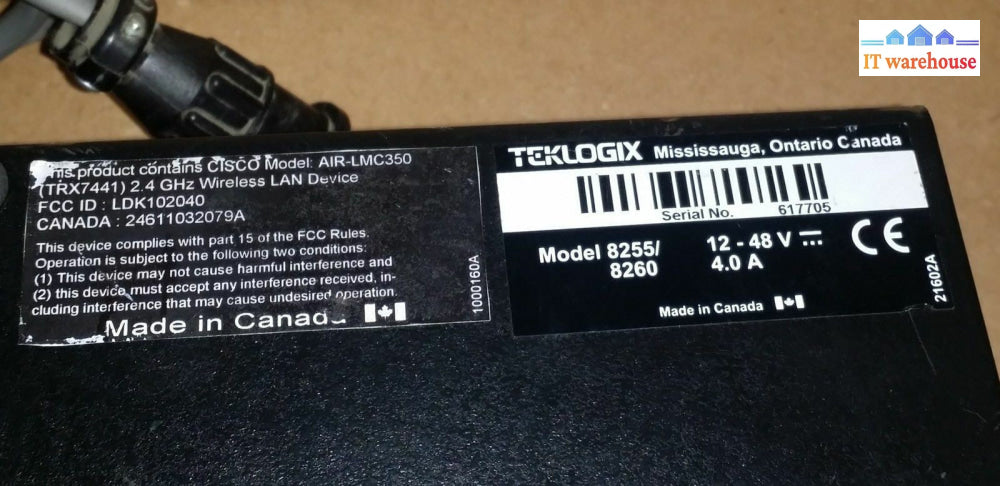 IT warehouse
This product contains CISCO Model: AIR-LMC350
(TRX7441) 2.4 GHz Wireless LAN Device
FCC ID : LDK102040
CANADA : 24611032079A
This device complies with part 15 of the FCC Rules.
Operation is subject to the following two conditions:
(1) This device may not cause harmful interference and
(2) this device must accept any interference received, in-
cluding interference that may cause undesired operation.
Made in Canada
1000160A
TEKLOGIX Mississauga, Ontario Canada
Serial No. 617705
Model 8255/ 12 - 48 V
8260 4.0 A
CE
Made in Canada
21602A